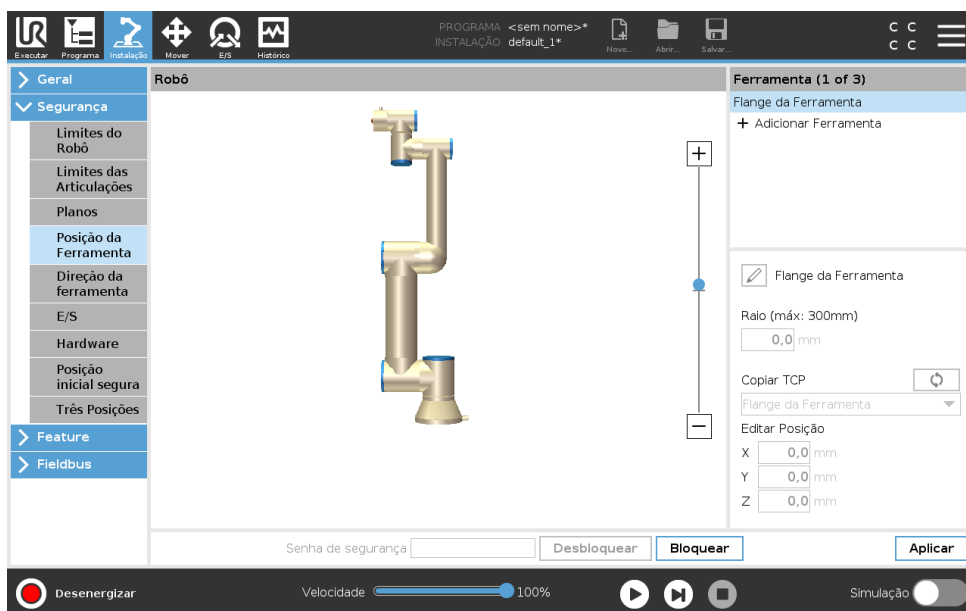 PROGRAMA <sem nome>*
INSTALAÇÃO default_1*
Executar
Programa
Instalação
Mover
E/S
Histórico
Novo...
Abrir...
Salvar...
C C
C C
Geral
Segurança
Limites do
Robô
Limites das
Articulações
Planos
Posição da
Ferramenta
Direção da
ferramenta
E/S
Hardware
Posição
inicial segura
Três Posições
Feature
Fieldbus
Robô
Ferramenta (1 of 3)
Flange da Ferramenta
+ Adicionar Ferramenta
Flange da Ferramenta
Raio (máx: 300mm)
0,0 mm
Copiar TCP
Flange da Ferramenta
Editar Posição
X 0,0 mm
Y 0,0 mm
Z 0,0 mm
Senha de segurança
Desbloquear
Bloquear
Aplicar
Desenergizar
Velocidade
100%
Simulação